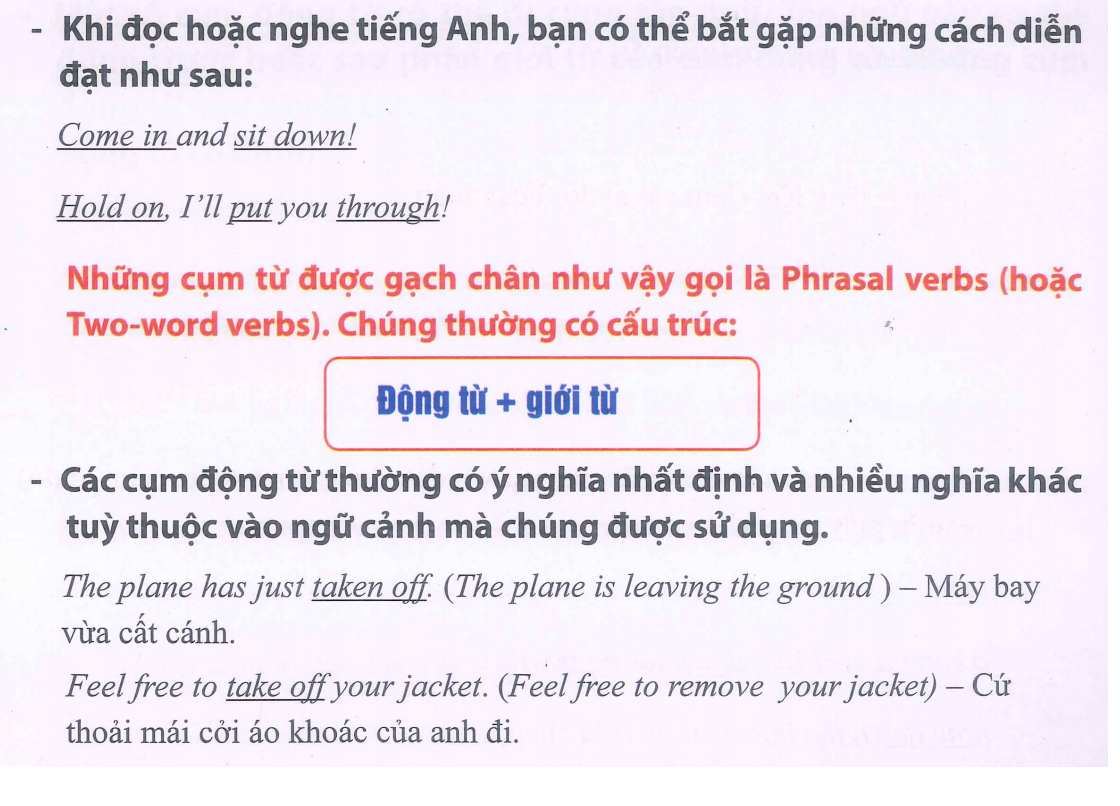 - Khi đọc hoặc nghe tiếng Anh, bạn có thể bắt gặp những cách diễn
đạt như sau:
Come in and sit down!
Hold on, I'll put you through!
Những cụm từ được gạch chân như vậy gọi là Phrasal verbs (hoặc
Two-word verbs). Chúng thường có cấu trúc:
Động từ + giới từ
- Các cụm động từ thường có ý nghĩa nhất định và nhiều nghĩa khác
tuỳ thuộc vào ngữ cảnh mà chúng được sử dụng.
The plane has just taken off. (The plane is leaving the ground ) – Máy bay
vừa cất cánh.
Feel free to take off your jacket. (Feel free to remove your jacket) – Cứ
thoải mái cởi áo khoác của anh đi.